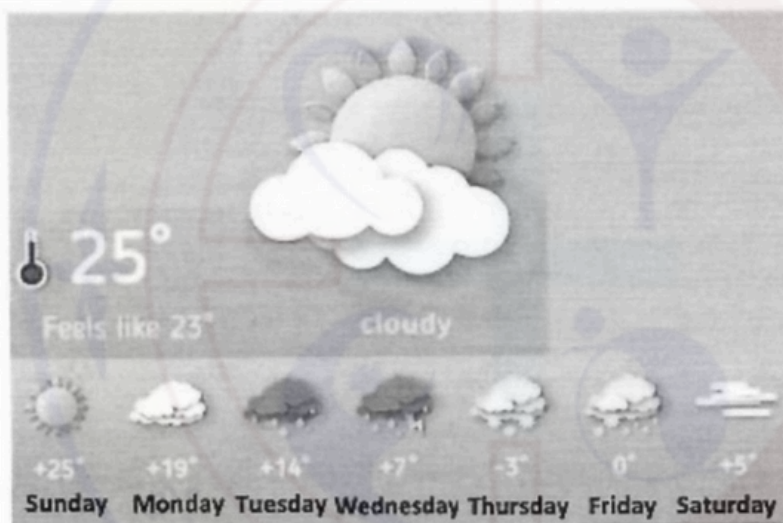 25°
Feels like 23°
cloudy
+25° +19° +14° +7° -3° 0° +5°
Sunday Monday Tuesday Wednesday Thursday Friday Saturday